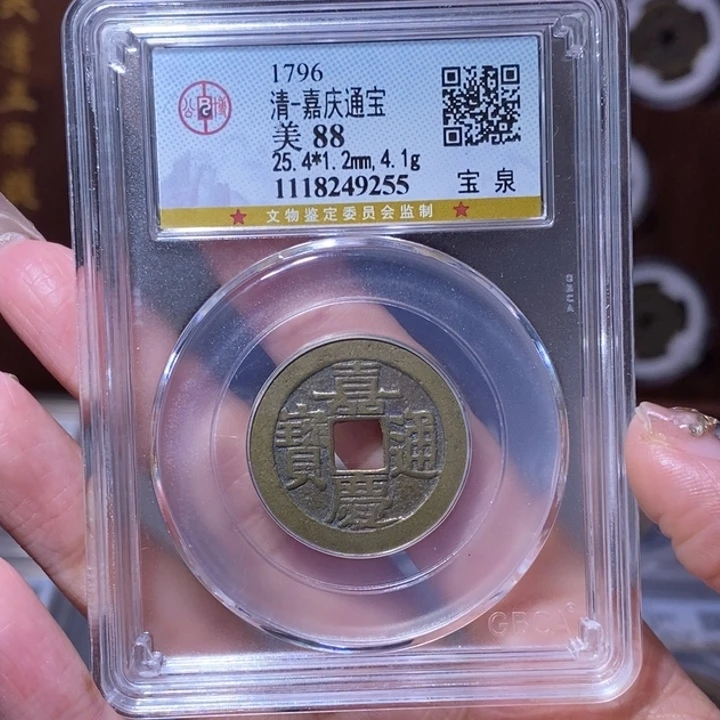 1796
清-嘉庆通宝
美 88
25.4*1.2mm,4.1g
1118249255 宝泉
★ 文物鉴定委员会监制 ★
嘉慶通寶
GBCA
GBCA